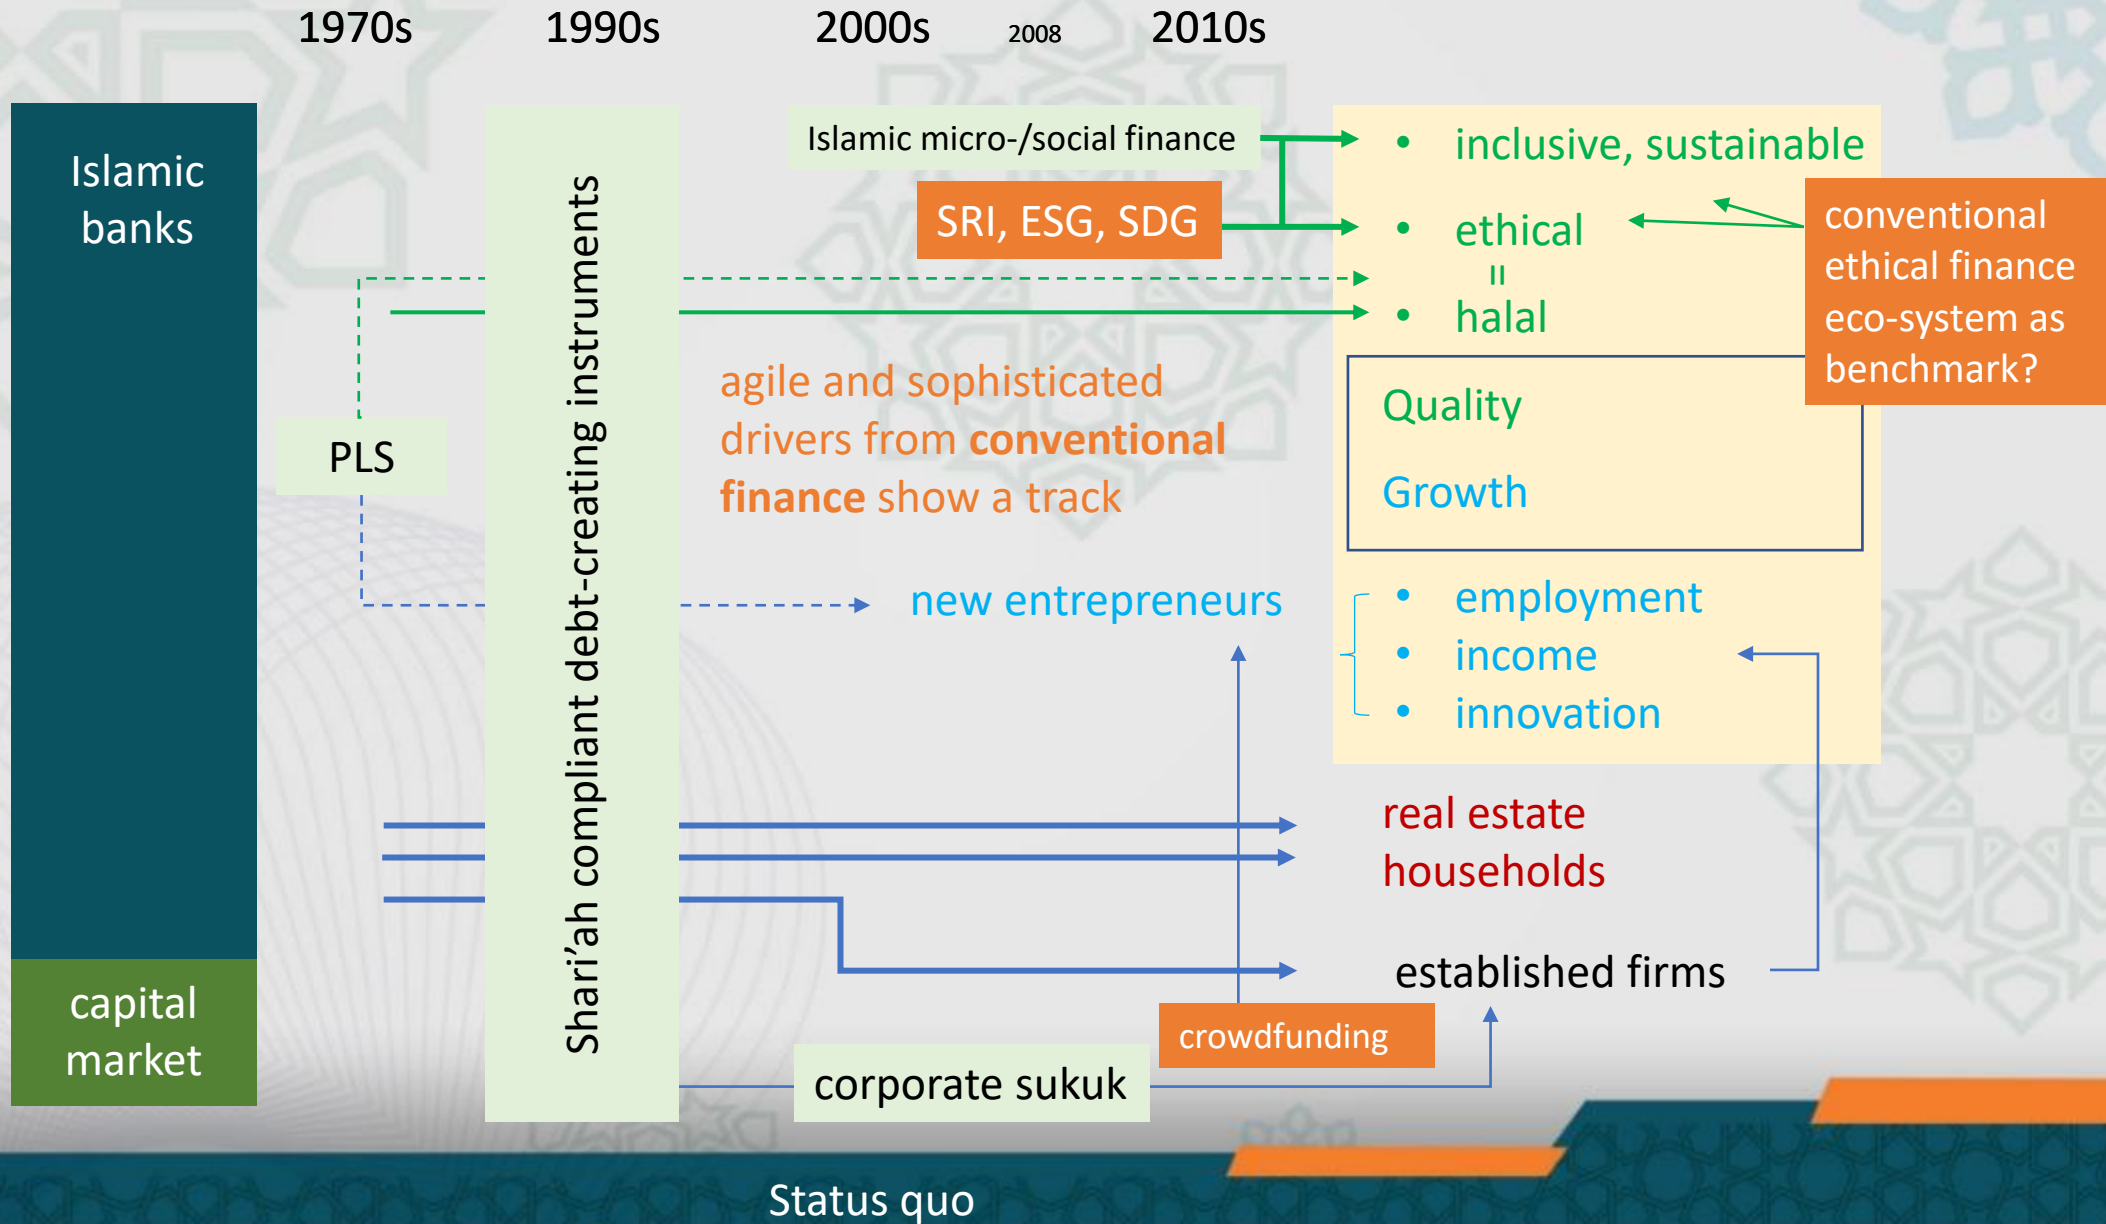 1970s 1990s 2000s 2008 2010s
Islamic
banks
capital
market
PLS
Shari’ah compliant debt-creating instruments
Islamic micro-/social finance
SRI, ESG, SDG
agile and sophisticated
drivers from conventional
finance show a track
new entrepreneurs
corporate sukuk
crowdfunding
• inclusive, sustainable
• ethical
=
• halal
Quality
Growth
• employment
• income
• innovation
conventional
ethical finance
eco-system as
benchmark?
real estate
households
established firms
Status quo